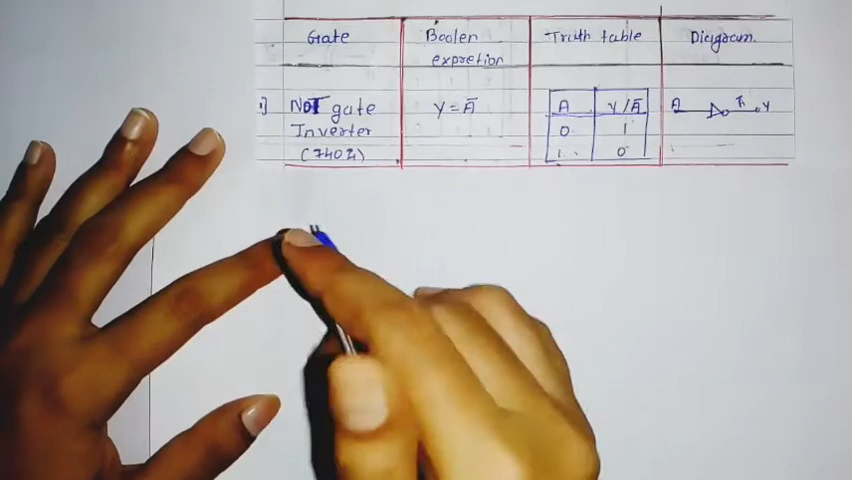 Gate Boolen expretion Truth table Diagram.
1] NOT gate Y = Ā A Y/Ā A Ā Y
Inverter 0 1
(7404) 1 0